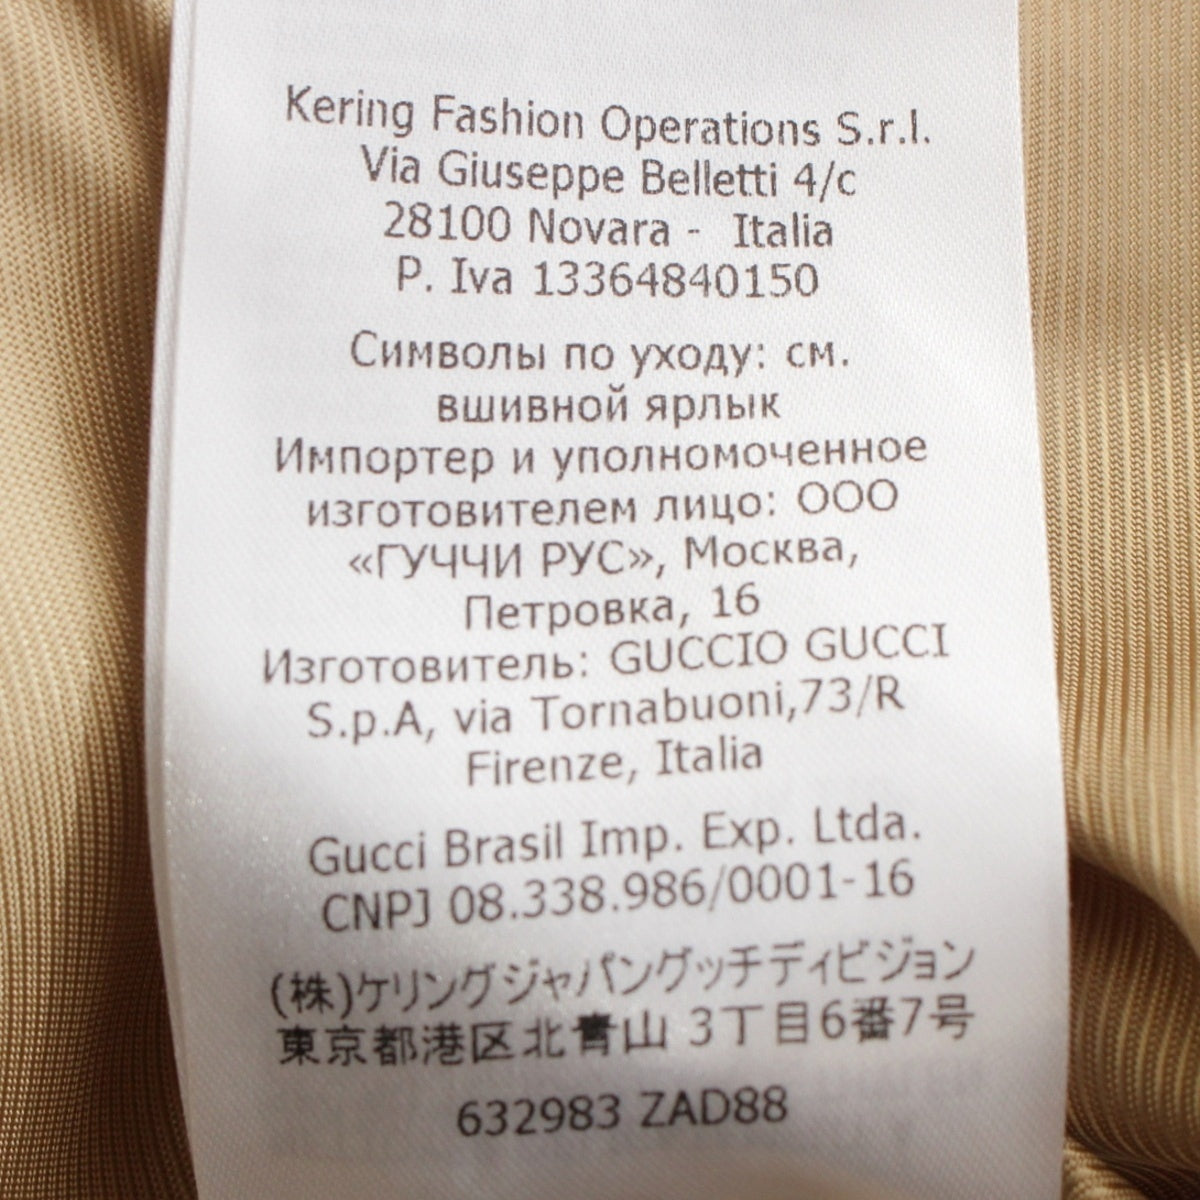 Kering Fashion Operations S.r.l.
Via Giuseppe Belletti 4/c
28100 Novara - Italia
P. Iva 13364840150
Символы по уходу: см.
вшивной ярлык
Импортер и уполномоченное
изготовителем лицо: ООО
«ГУЧЧИ РУС», Москва,
Петровка, 16
Изготовитель: GUCCIO GUCCI
S.p.A, via Tornabuoni,73/R
Firenze, Italia
Gucci Brasil Imp. Exp. Ltda.
CNPJ 08.338.986/0001-16
(株)ケリングジャパングッチディビジョン
東京都港区北青山 3丁目6番7号
632983 ZAD88